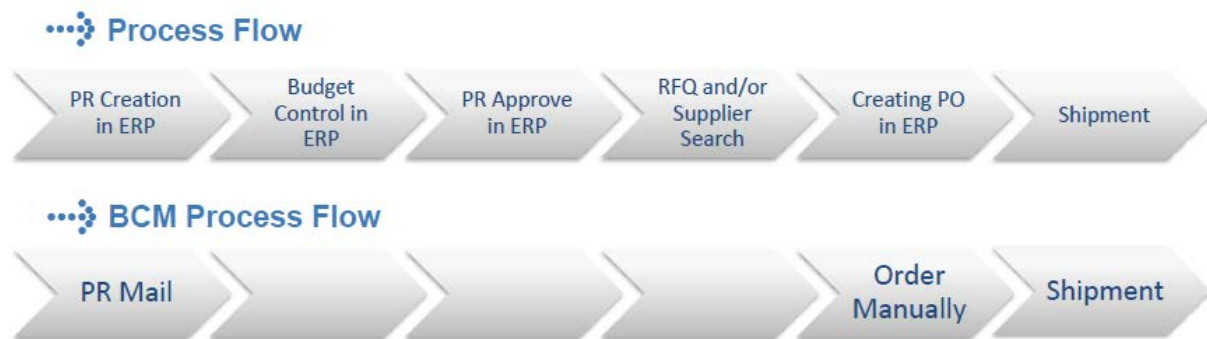 Process Flow
PR Creation
in ERP
Budget
Control in
ERP
PR Approve
in ERP
RFQ and/or
Supplier
Search
Creating PO
in ERP
Shipment
BCM Process Flow
PR Mail
Order
Manually
Shipment